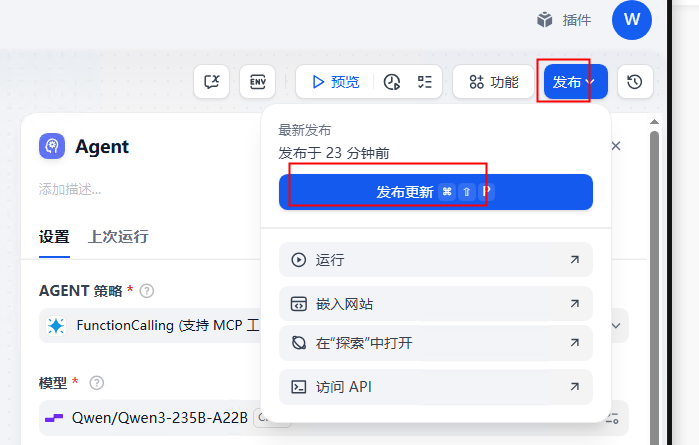 插件
W
ENV
预览
功能
发布
最新发布
发布于 23 分钟前
发布更新 ⌘ ⇧ P
运行
嵌入网站
在“探索”中打开
访问 API
Agent
添加描述...
设置 上次运行
AGENT 策略 * ?
FunctionCalling (支持 MCP 工
模型 * ?
Qwen/Qwen3-235B-A22B